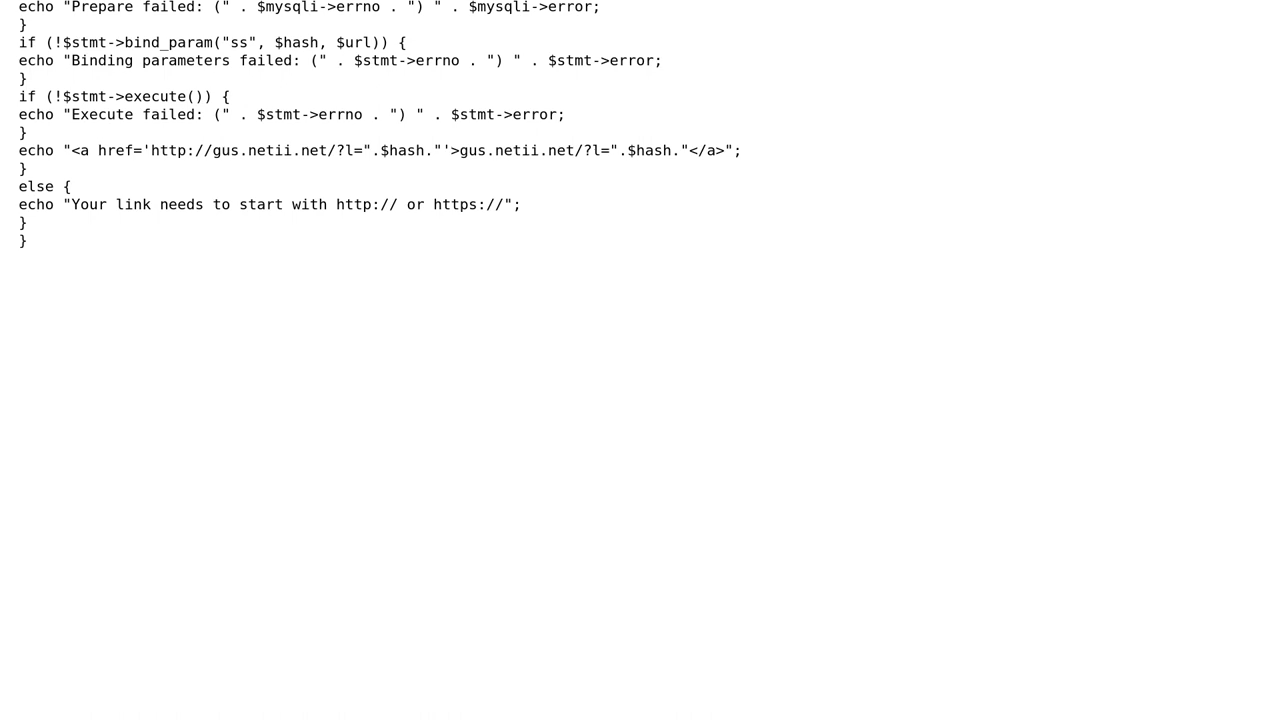 echo "Prepare failed: (" . $mysqli->errno . ") " . $mysqli->error;
}
if (!$stmt->bind_param("ss", $hash, $url)) {
echo "Binding parameters failed: (" . $stmt->errno . ") " . $stmt->error;
}
if (!$stmt->execute()) {
echo "Execute failed: (" . $stmt->errno . ") " . $stmt->error;
}
echo "<a href='http://gus.netii.net/?l=".$hash."'>gus.netii.net/?l=".$hash."</a>";
}
else {
echo "Your link needs to start with http:// or https://";
}
}